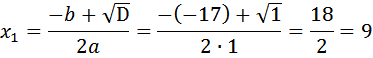 x₁ = (-b + √D)/(2a) = (-(-17) + √1)/(2 · 1) = 18/2 = 9